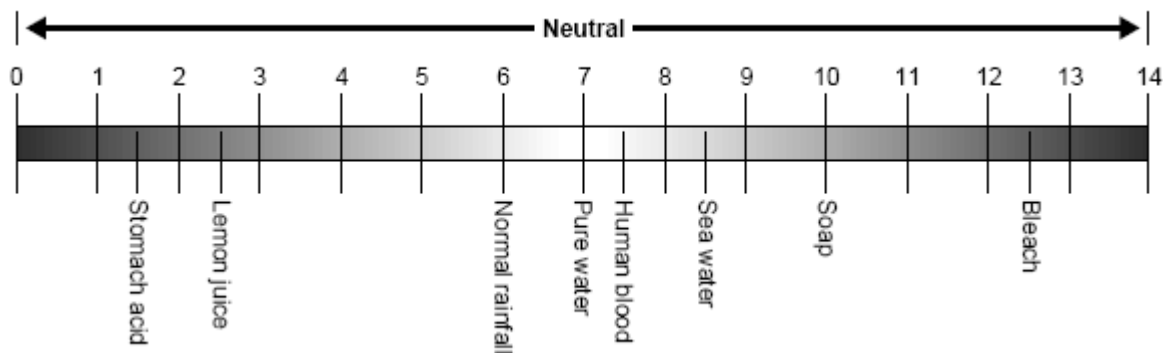 Neutral
0 1 2 3 4 5 6 7 8 9 10 11 12 13 14
Stomach acid
Lemon juice
Normal rainfall
Pure water
Human blood
Sea water
Soap
Bleach